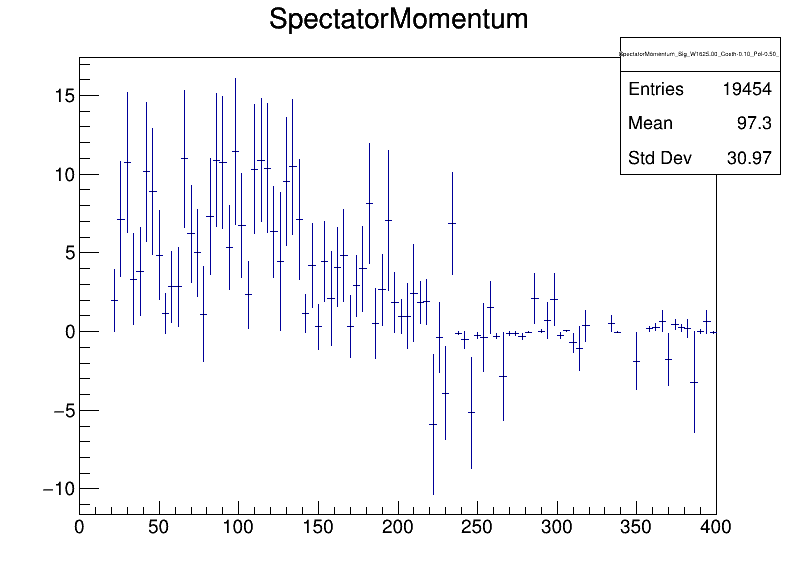 SpectatorMomentum
SpectatorMomentum_Sig_W1625.00_Costh-0.10_Pol-0.50_
Entries 19454
Mean 97.3
Std Dev 30.97
15
10
5
0
−5
−10
0 50 100 150 200 250 300 350 400